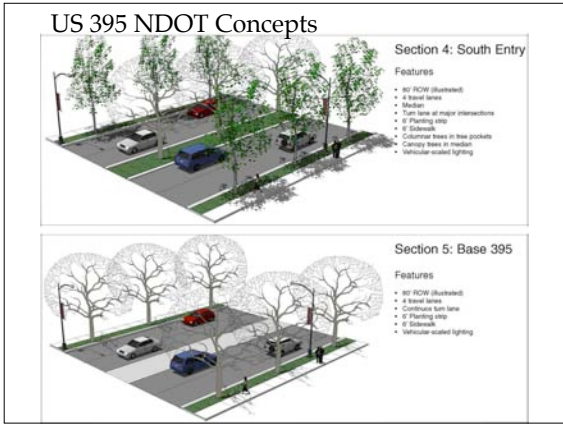 US 395 NDOT Concepts
Section 4: South Entry
Features
• 80' ROW (illustrated)
• 4 travel lanes
• Median
• Turn lane at major intersections
• 6' Planting strip
• 6' Sidewalk
• Columnar trees in tree pockets
• Canopy trees in median
• Vehicular-scaled lighting
Section 5: Base 395
Features
• 80' ROW (illustrated)
• 4 travel lanes
• Continuos turn lane
• 6' Planting strip
• 6' Sidewalk
• Vehicular-scaled lighting